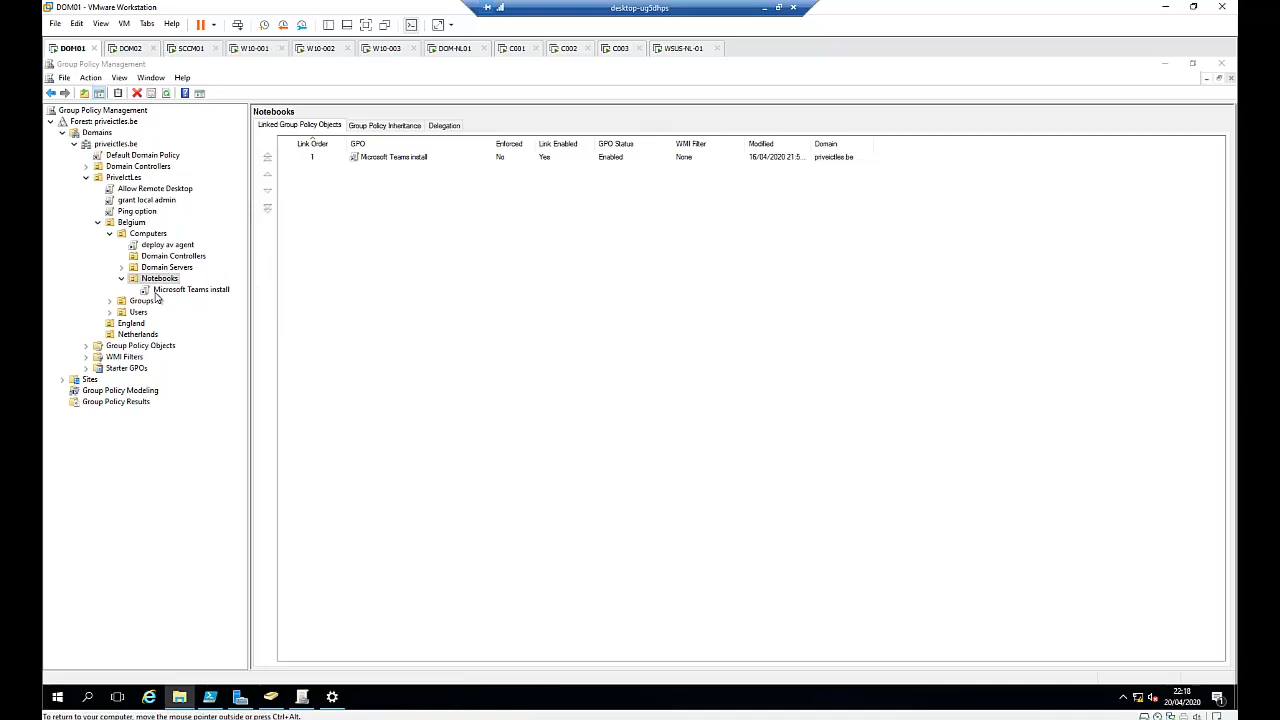 DOM01 - VMware Workstation
desktop-ug5dhps
File Edit View VM Tabs Help
DOM01 DOM02 SCCM01 W10-001 W10-002 W10-003 DOM-NL01 C001 C002 C003 WSUS-NL-01
Group Policy Management
File Action View Window Help
Group Policy Management
Forest: priveictles.be
Domains
priveictles.be
Default Domain Policy
Domain Controllers
PriveIctLes
Allow Remote Desktop
grant local admin
Ping option
Belgium
Computers
deploy av agent
Domain Controllers
Domain Servers
Notebooks
Microsoft Teams install
Groups
Users
England
Netherlands
Group Policy Objects
WMI Filters
Starter GPOs
Sites
Group Policy Modeling
Group Policy Results
Notebooks
Linked Group Policy Objects Group Policy Inheritance Delegation
Link Order GPO Enforced Link Enabled GPO Status WMI Filter Modified Domain
1 Microsoft Teams install No Yes Enabled None 16/04/2020 21:5... priveictles.be
22:18
20/04/2020
To return to your computer, move the mouse pointer outside or press Ctrl+Alt.